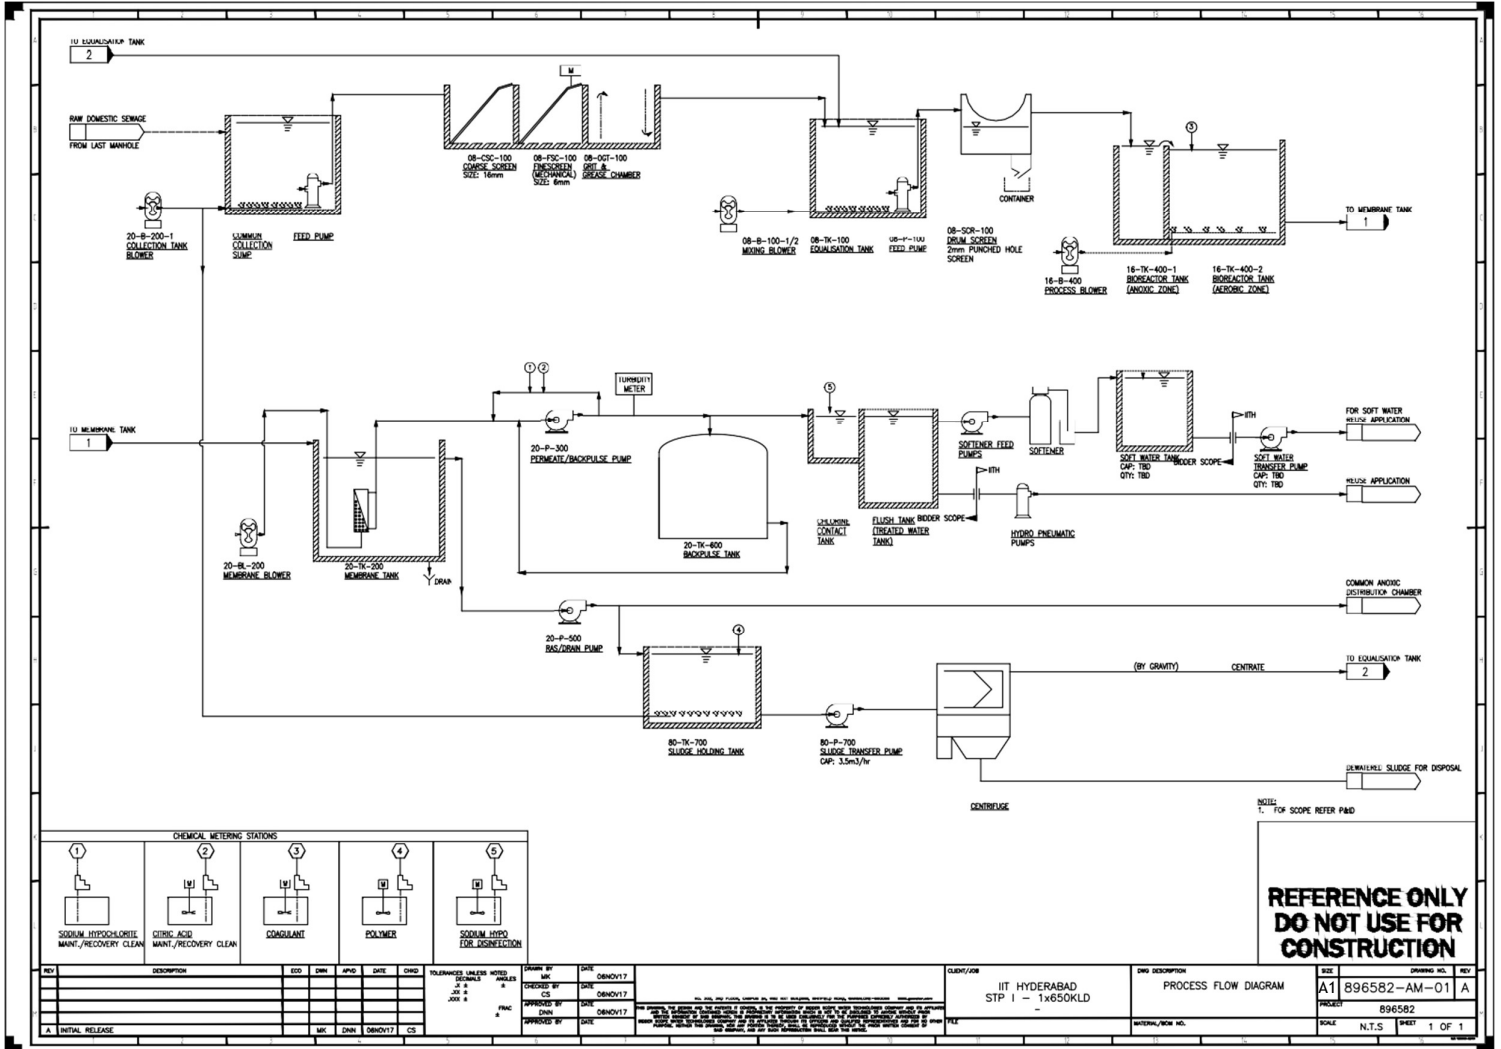 TO EQUALISATION TANK
2
RAW DOMESTIC SEWAGE
FROM LAST MANHOLE
20-B-200-1
COLLECTION TANK
BLOWER
COMMON
COLLECTION
SUMP
FEED PUMP
M
08-CSC-100
COARSE SCREEN
SIZE: 16mm
08-FSC-100
FINESCREEN
(MECHANICAL)
SIZE: 6mm
08-OGT-100
GRIT &
GREASE CHAMBER
08-B-100-1/2
MIXING BLOWER
08-TK-100
EQUALISATION TANK
08-P-100
FEED PUMP
CONTAINER
08-SCR-100
DRUM SCREEN
2mm PUNCHED HOLE
SCREEN
3
16-B-400
PROCESS BLOWER
16-TK-400-1
BIOREACTOR TANK
(ANOXIC ZONE)
16-TK-400-2
BIOREACTOR TANK
(AEROBIC ZONE)
TO MEMBRANE TANK
1
TO MEMBRANE TANK
1
20-BL-200
MEMBRANE BLOWER
20-TK-200
MEMBRANE TANK
DRAIN
1 2
20-P-300
PERMEATE/BACKPULSE PUMP
TURBIDITY
METER
20-TK-600
BACKPULSE TANK
5
CHLORINE
CONTACT
TANK
FLUSH TANK
(TREATED WATER
TANK)
BIDDER SCOPE
IITH
HYDRO PNEUMATIC
PUMPS
SOFTENER FEED
PUMPS
SOFTENER
SOFT WATER TANK
CAP: TBD
QTY: TBD
BIDDER SCOPE
IITH
SOFT WATER
TRANSFER PUMP
CAP: TBD
QTY: TBD
FOR SOFT WATER
REUSE APPLICATION
REUSE APPLICATION
20-P-500
RAS/DRAIN PUMP
COMMON ANOXIC
DISTRIBUTION CHAMBER
4
80-TK-700
SLUDGE HOLDING TANK
80-P-700
SLUDGE TRANSFER PUMP
CAP: 3.5m3/hr
CENTRIFUGE
(BY GRAVITY)
CENTRATE
TO EQUALISATION TANK
2
DEWATERED SLUDGE FOR DISPOSAL
NOTE:
1. FOR SCOPE REFER P&ID
CHEMICAL METERING STATIONS
1 2 3 4 5
M M M M
SODIUM HYPOCHLORITE
MAINT./RECOVERY CLEAN
CITRIC ACID
MAINT./RECOVERY CLEAN
COAGULANT
POLYMER
SODIUM HYPO
FOR DISINFECTION
REFERENCE ONLY
DO NOT USE FOR
CONSTRUCTION
REV DESCRIPTION ECO DWN APVD DATE CHKD
A INITIAL RELEASE MK DNN 08NOV17 CS
TOLERANCES UNLESS NOTED
DECIMALS ANGLES
.X ± ±
.XX ±
.XXX ±
FRAC
±
DRAWN BY
MK
DATE
06NOV17
CHECKED BY
CS
DATE
06NOV17
APPROVED BY
DNN
DATE
06NOV17
APPROVED BY
DATE
CLIENT/JOB
IIT HYDERABAD
STP I - 1x650KLD
-
FILE
DWG DESCRIPTION
PROCESS FLOW DIAGRAM
MATERIAL/BOM NO.
SIZE
A1
DRAWING NO.
896582-AM-01
REV
A
PROJECT
896582
SCALE
N.T.S
SHEET
1 OF 1